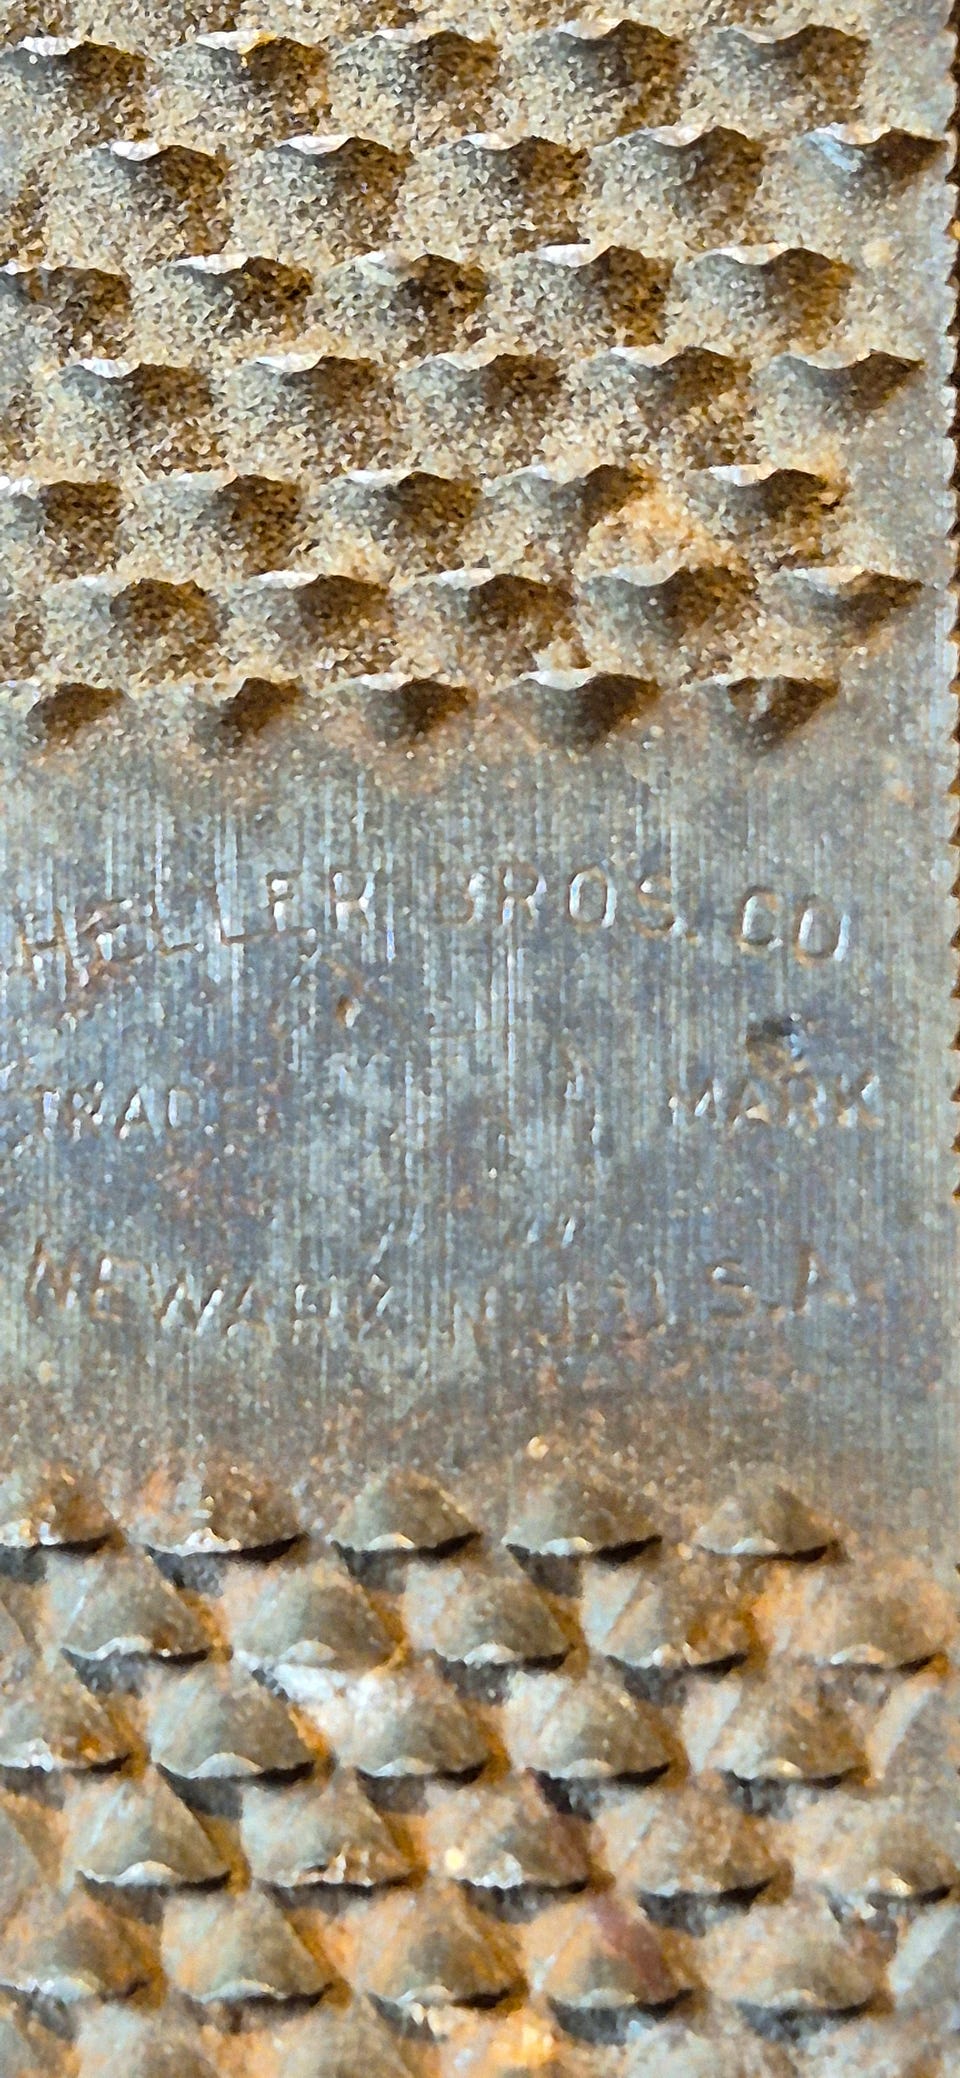 HELLER BROS. CO
TRADE MARK
NEWARK N.J. U.S.A